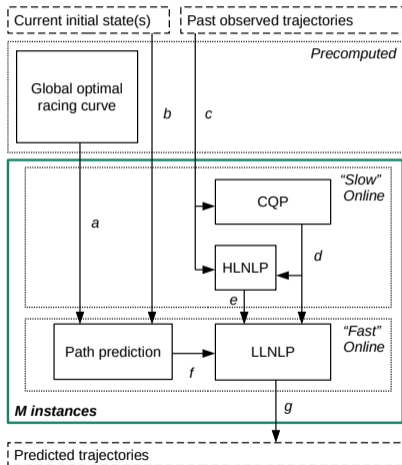 Current initial state(s)
Past observed trajectories
Precomputed
Global optimal
racing curve
b
c
a
"Slow"
Online
CQP
d
HLNLP
e
"Fast"
Online
Path prediction
LLNLP
f
g
M instances
Predicted trajectories